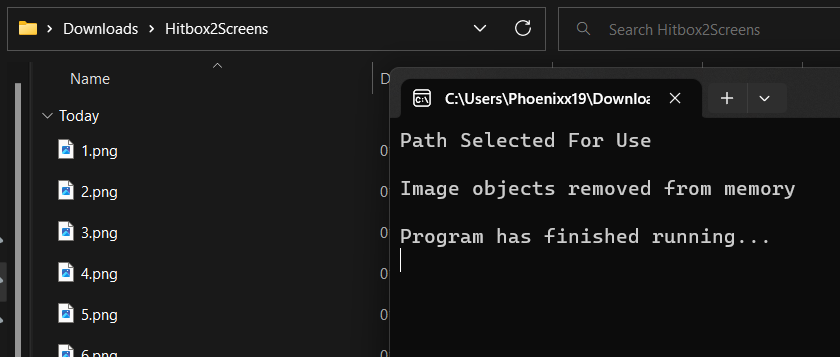 Downloads > Hitbox2Screens
Search Hitbox2Screens
Name
D
Today
1.png
0
2.png
0
3.png
0
4.png
0
5.png
0
6.png
C:\Users\Phoenixx19\Downloa
Path Selected For Use
Image objects removed from memory
Program has finished running...